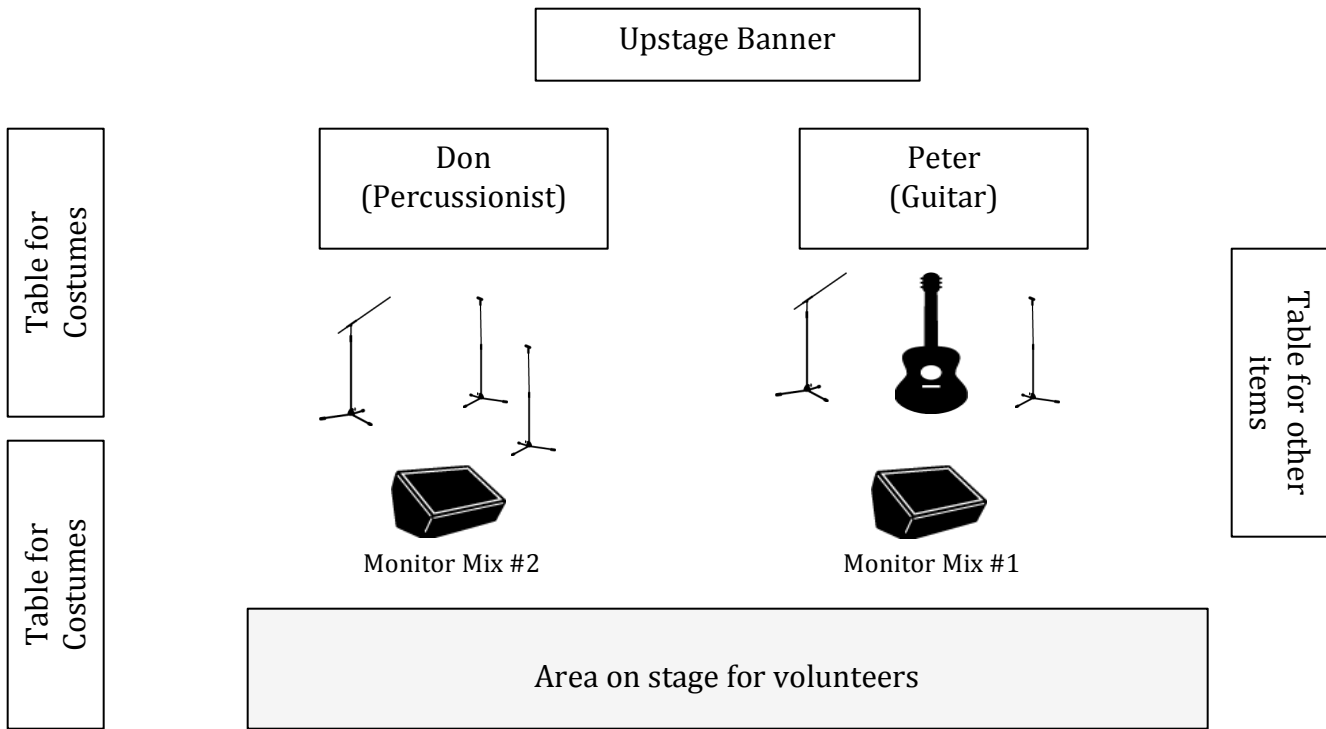 Upstage Banner
Don
(Percussionist)
Peter
(Guitar)
Table for
Costumes
Table for other
items
Monitor Mix #2
Monitor Mix #1
Table for
Costumes
Area on stage for volunteers